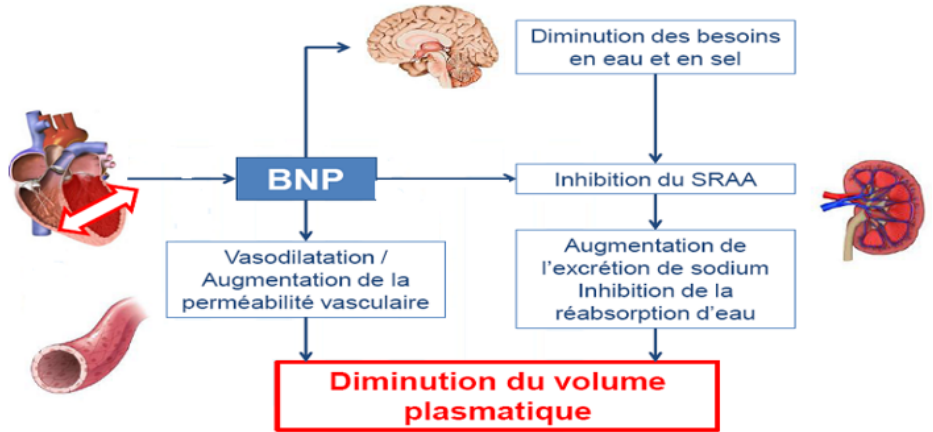 Diminution des besoins
en eau et en sel
BNP
Inhibition du SRAA
Vasodilatation /
Augmentation de la
perméabilité vasculaire
Augmentation de
l'excrétion de sodium
Inhibition de la
réabsorption d'eau
Diminution du volume
plasmatique